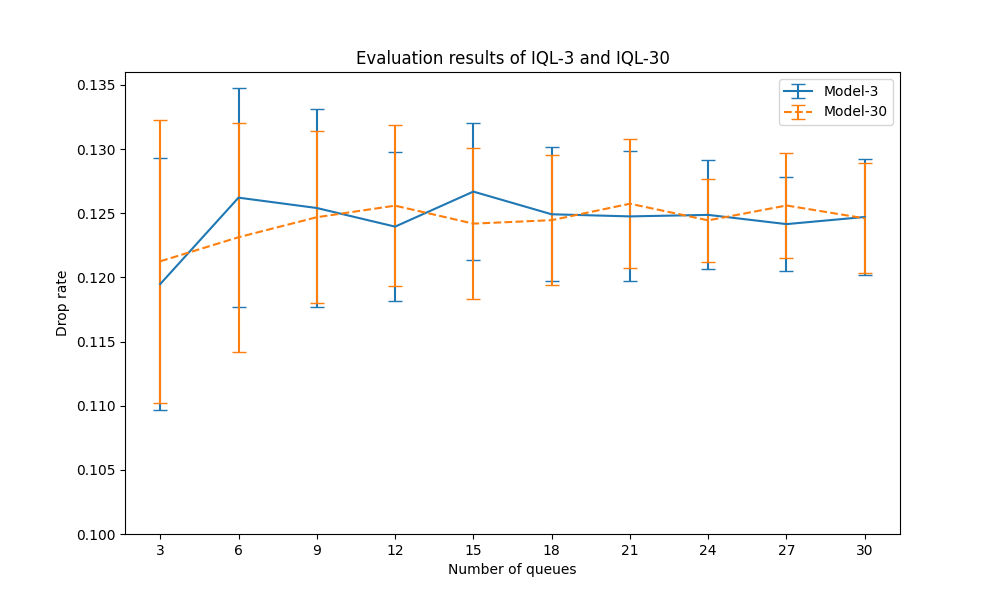 Evaluation results of IQL-3 and IQL-30
Model-3
Model-30
Drop rate
0.135
0.130
0.125
0.120
0.115
0.110
0.105
0.100
3 6 9 12 15 18 21 24 27 30
Number of queues